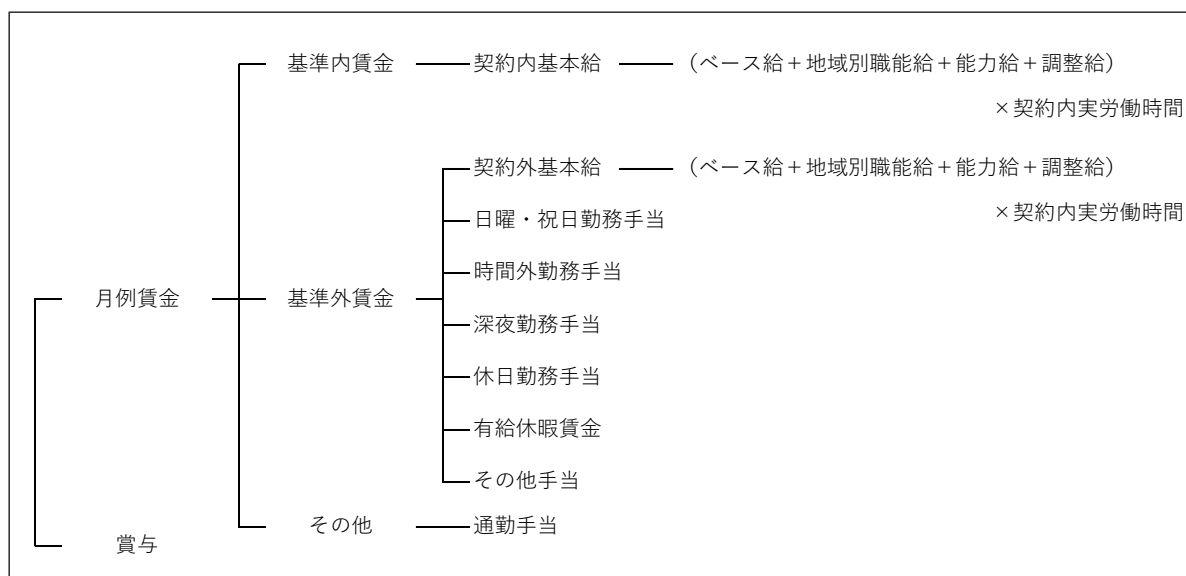 基準内賃金 契約内基本給 （ベース給＋地域別職能給＋能力給＋調整給）
×契約内実労働時間
契約外基本給 （ベース給＋地域別職能給＋能力給＋調整給）
×契約内実労働時間
日曜・祝日勤務手当
時間外勤務手当
月例賃金 基準外賃金
深夜勤務手当
休日勤務手当
有給休暇賃金
その他手当
その他 通勤手当
賞与